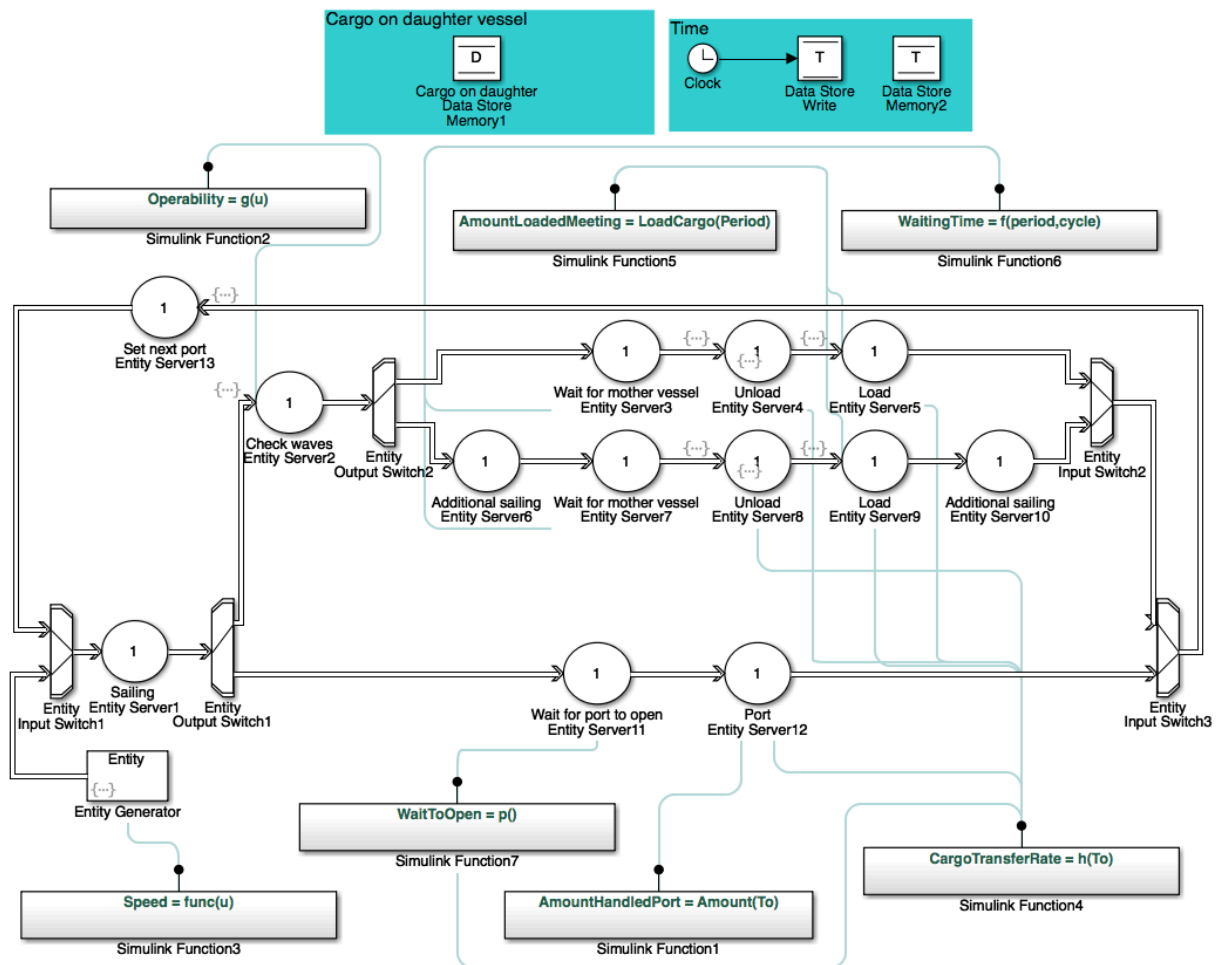 Cargo on daughter vessel
D
Cargo on daughter
Data Store
Memory1
Time
Clock
T
Data Store
Write
T
Data Store
Memory2
Operability = g(u)
Simulink Function2
AmountLoadedMeeting = LoadCargo(Period)
Simulink Function5
WaitingTime = f(period,cycle)
Simulink Function6
{...}
1
Set next port
Entity Server13
{...}
1
Check waves
Entity Server2
Entity
Output Switch2
1
Wait for mother vessel
Entity Server3
{...}
1
{...}
Unload
Entity Server4
{...}
1
Load
Entity Server5
Entity
Input Switch2
1
Additional sailing
Entity Server6
1
Wait for mother vessel
Entity Server7
{...}
1
{...}
Unload
Entity Server8
{...}
1
Load
Entity Server9
1
Additional sailing
Entity Server10
Entity
Input Switch1
1
Sailing
Entity Server1
Entity
Output Switch1
1
Wait for port to open
Entity Server11
1
Port
Entity Server12
Entity
Input Switch3
Entity
{...}
Entity Generator
WaitToOpen = p()
Simulink Function7
CargoTransferRate = h(To)
Simulink Function4
Speed = func(u)
Simulink Function3
AmountHandledPort = Amount(To)
Simulink Function1